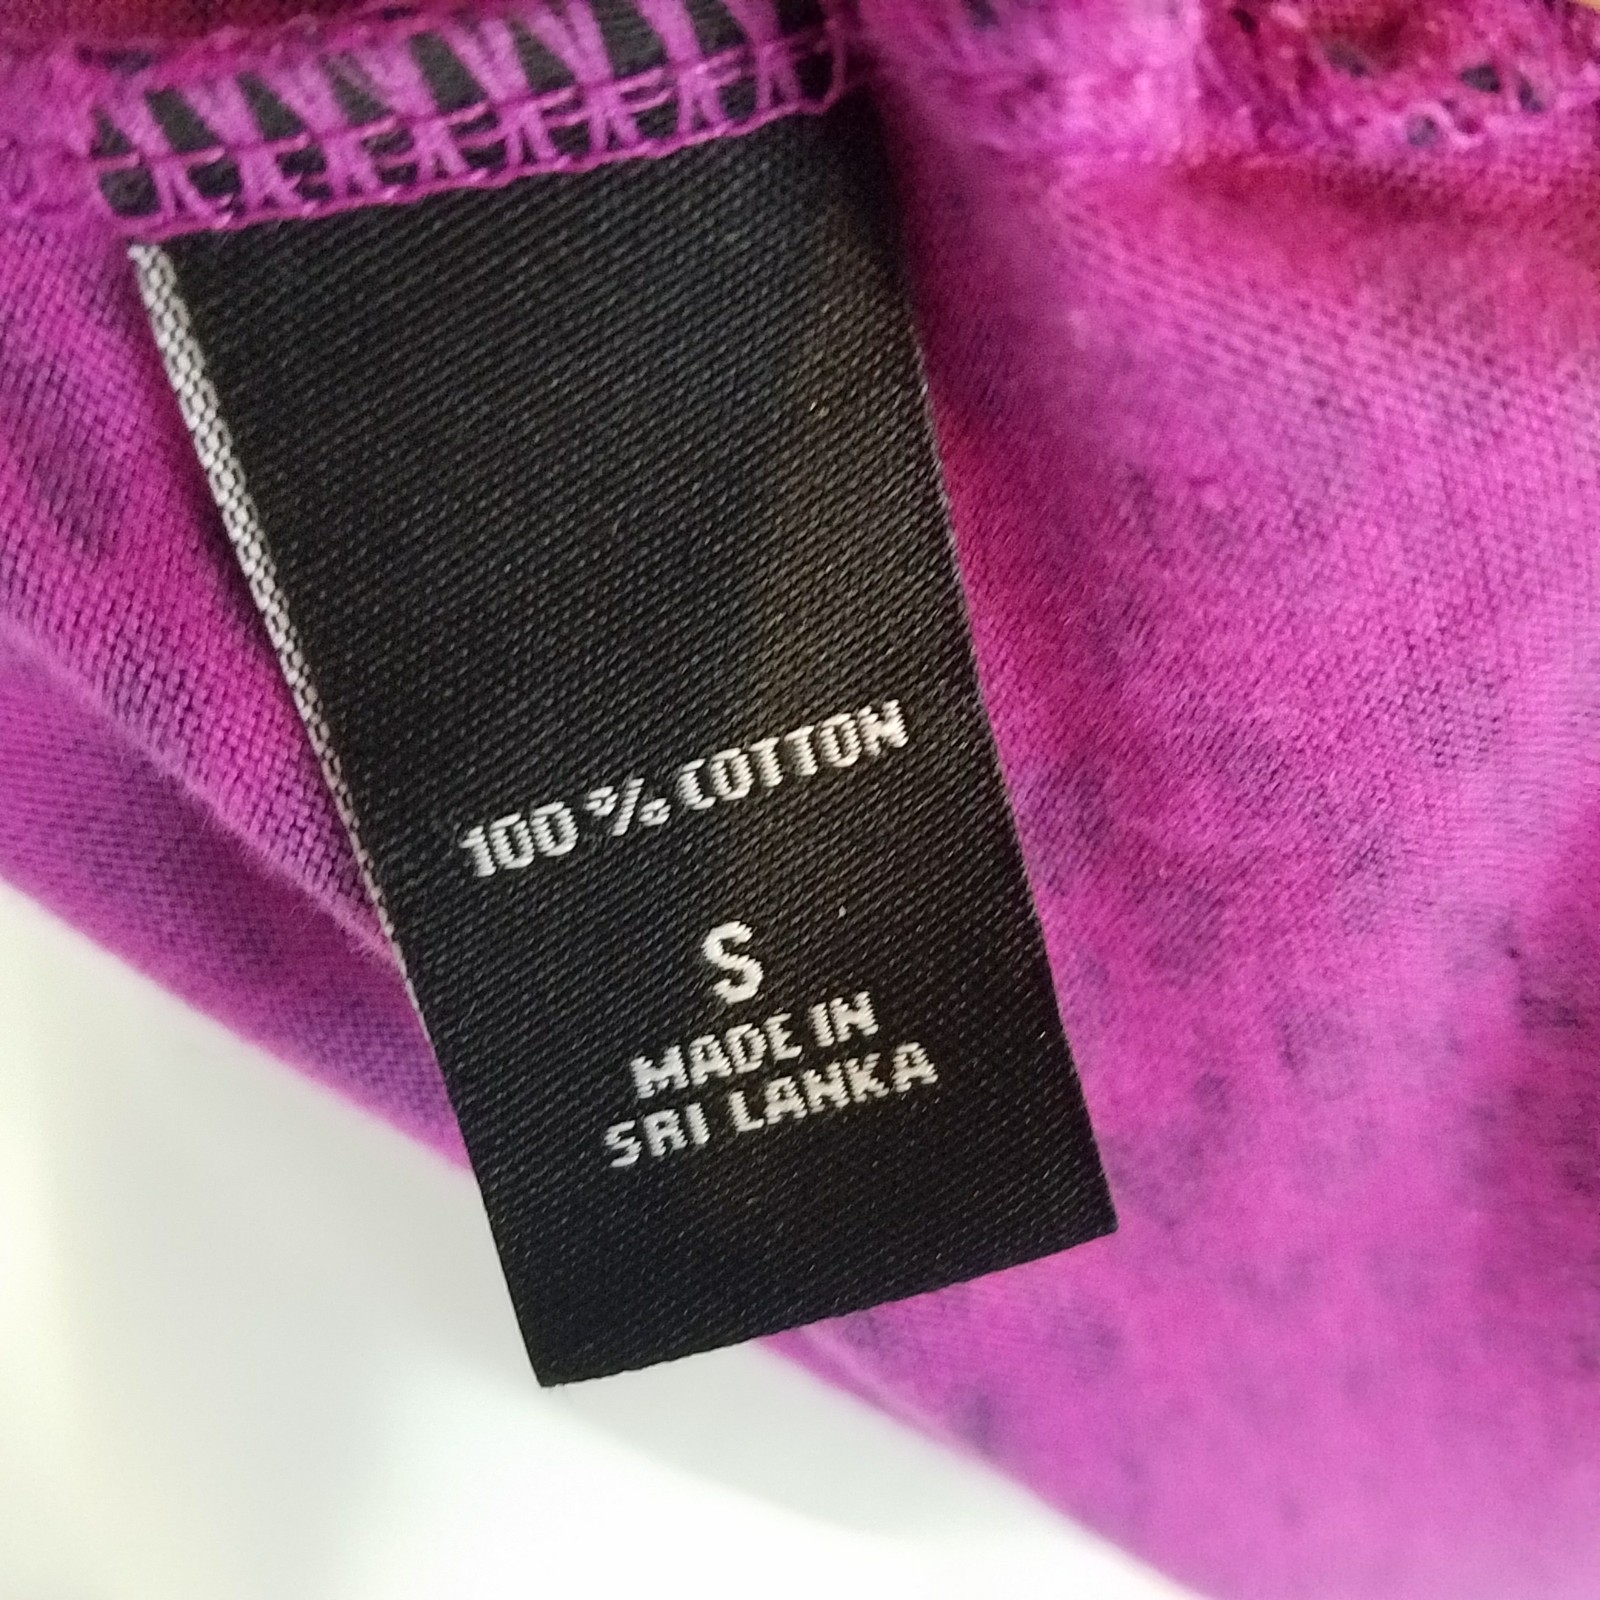 100 % COTTON
S
MADE IN
SRI LANKA